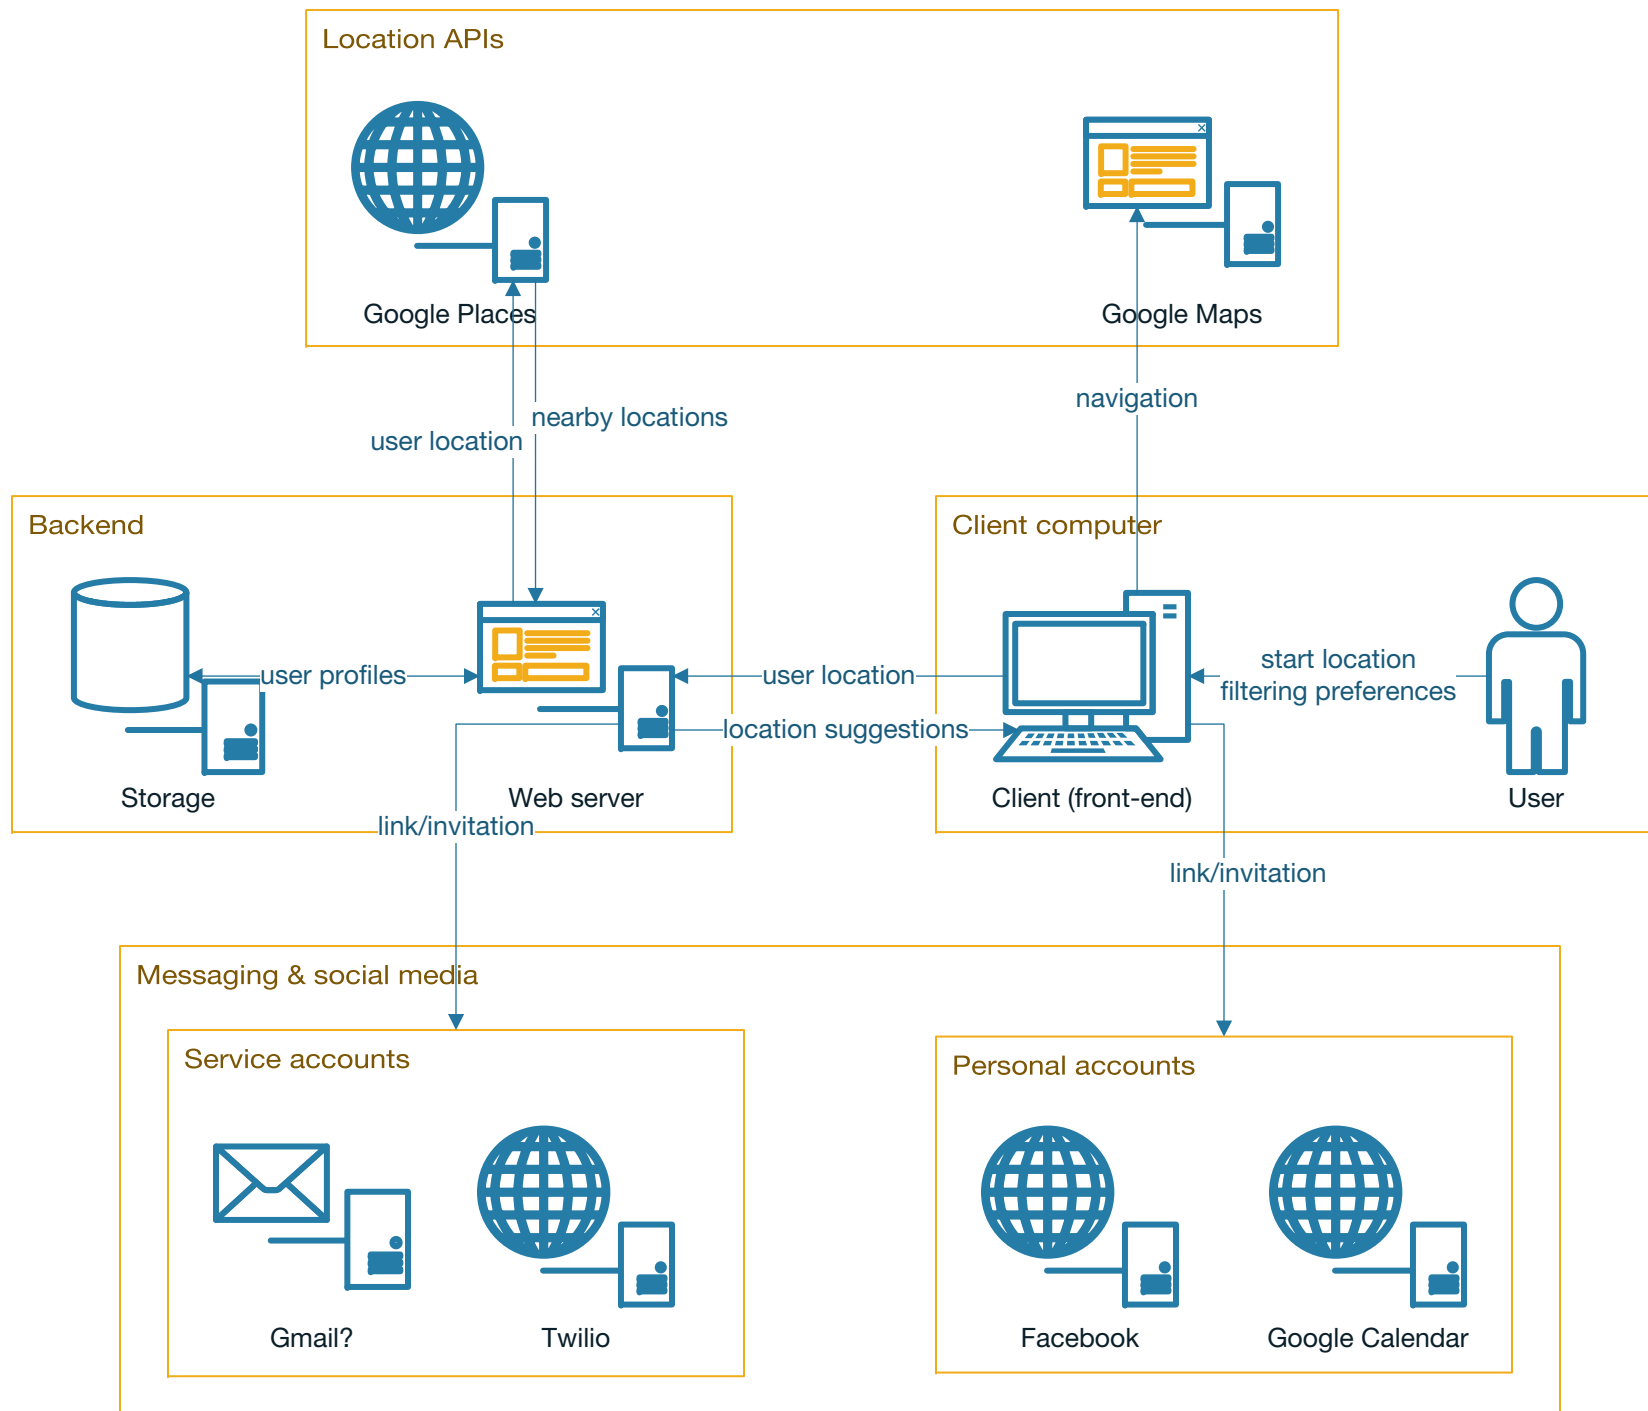 Location APIs
Google Places
Google Maps
navigation
nearby locations
user location
Backend
Client computer
user profiles
user location
start location
filtering preferences
location suggestions
Storage
Web server
Client (front-end)
User
link/invitation
link/invitation
Messaging & social media
Service accounts
Personal accounts
Gmail?
Twilio
Facebook
Google Calendar